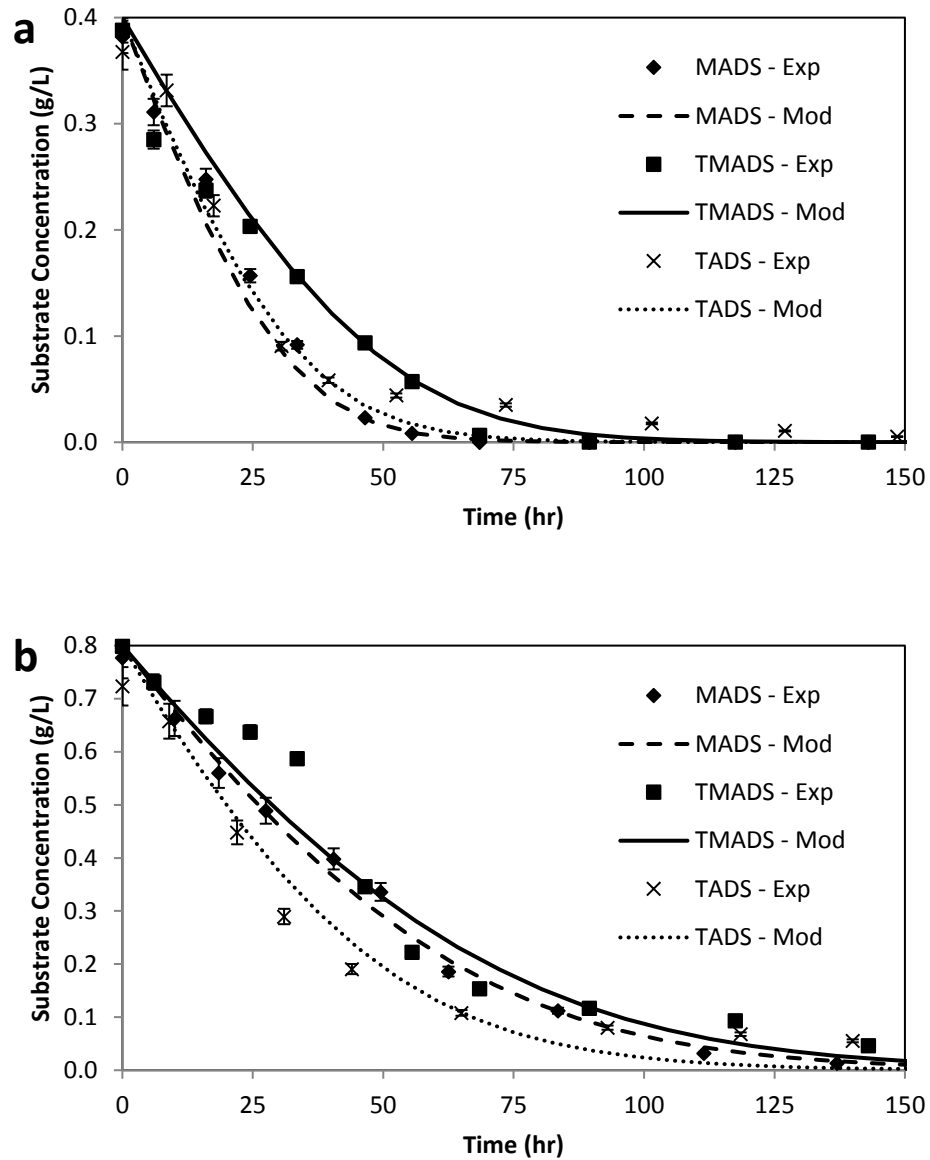 a
Substrate Concentration (g/L)
0.4
0.3
0.2
0.1
0.0
MADS - Exp
MADS - Mod
TMADS - Exp
TMADS - Mod
TADS - Exp
TADS - Mod
0 25 50 75 100 125 150
Time (hr)
b
Substrate Concentration (g/L)
0.8
0.7
0.6
0.5
0.4
0.3
0.2
0.1
0.0
MADS - Exp
MADS - Mod
TMADS - Exp
TMADS - Mod
TADS - Exp
TADS - Mod
0 25 50 75 100 125 150
Time (hr)